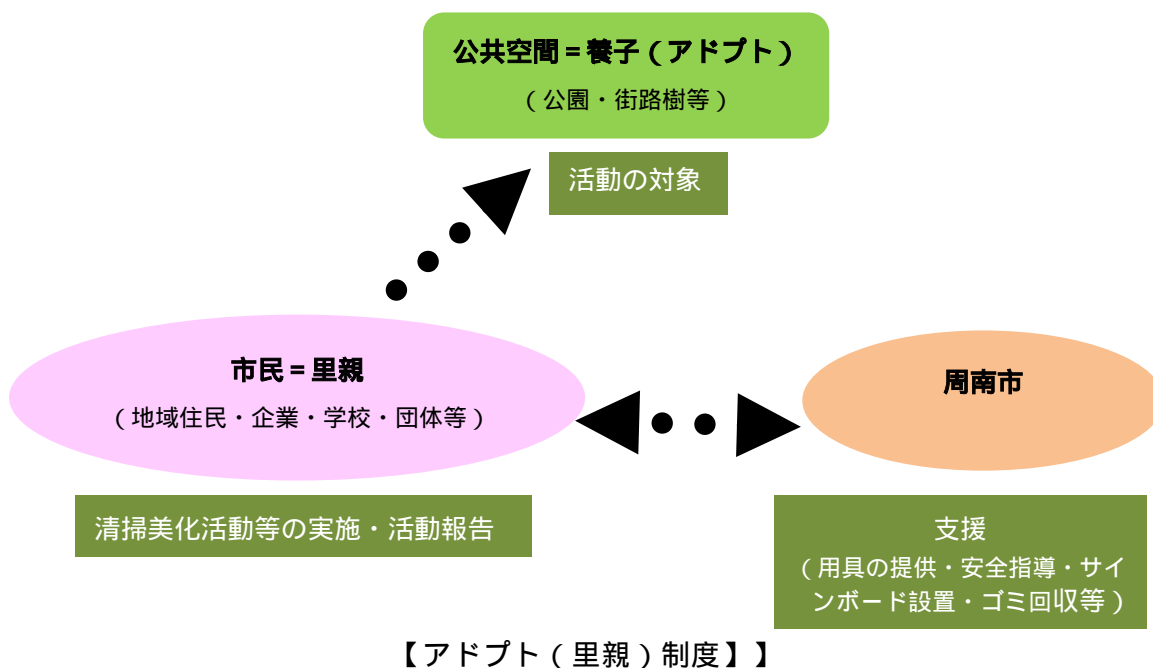 公共空間=養子(アドプト)
(公園・街路樹等)
活動の対象
市民=里親
(地域住民・企業・学校・団体等)
周南市
清掃美化活動等の実施・活動報告
支援
(用具の提供・安全指導・サイ
ンボード設置・ゴミ回収等)
【アドプト(里親)制度】】